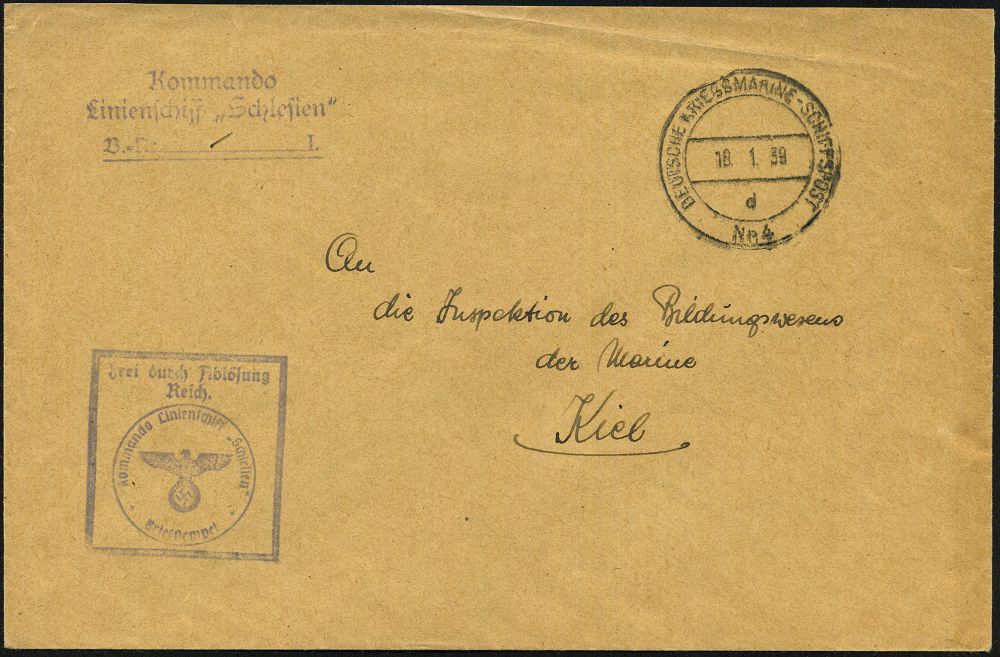 Kommando
Linienschiff „Schlesien"
B.-Nr. / I.
DEUTSCHE KRIEGSMARINE-SCHIFFSPOST
18. 1. 39
d
Nr. 4
An
die Inspektion des Bildungswesens
der Marine
Kiel
Frei durch Ablösung
Reich.
Kommando Linienschiff „Schlesien"
Briefstempel